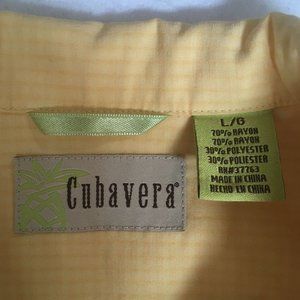 Cubavera®
L/G
70% RAYON
70% RAYON
30% POLYESTER
30% POLIESTER
RN#37763
MADE IN CHINA
HECHO EN CHINA